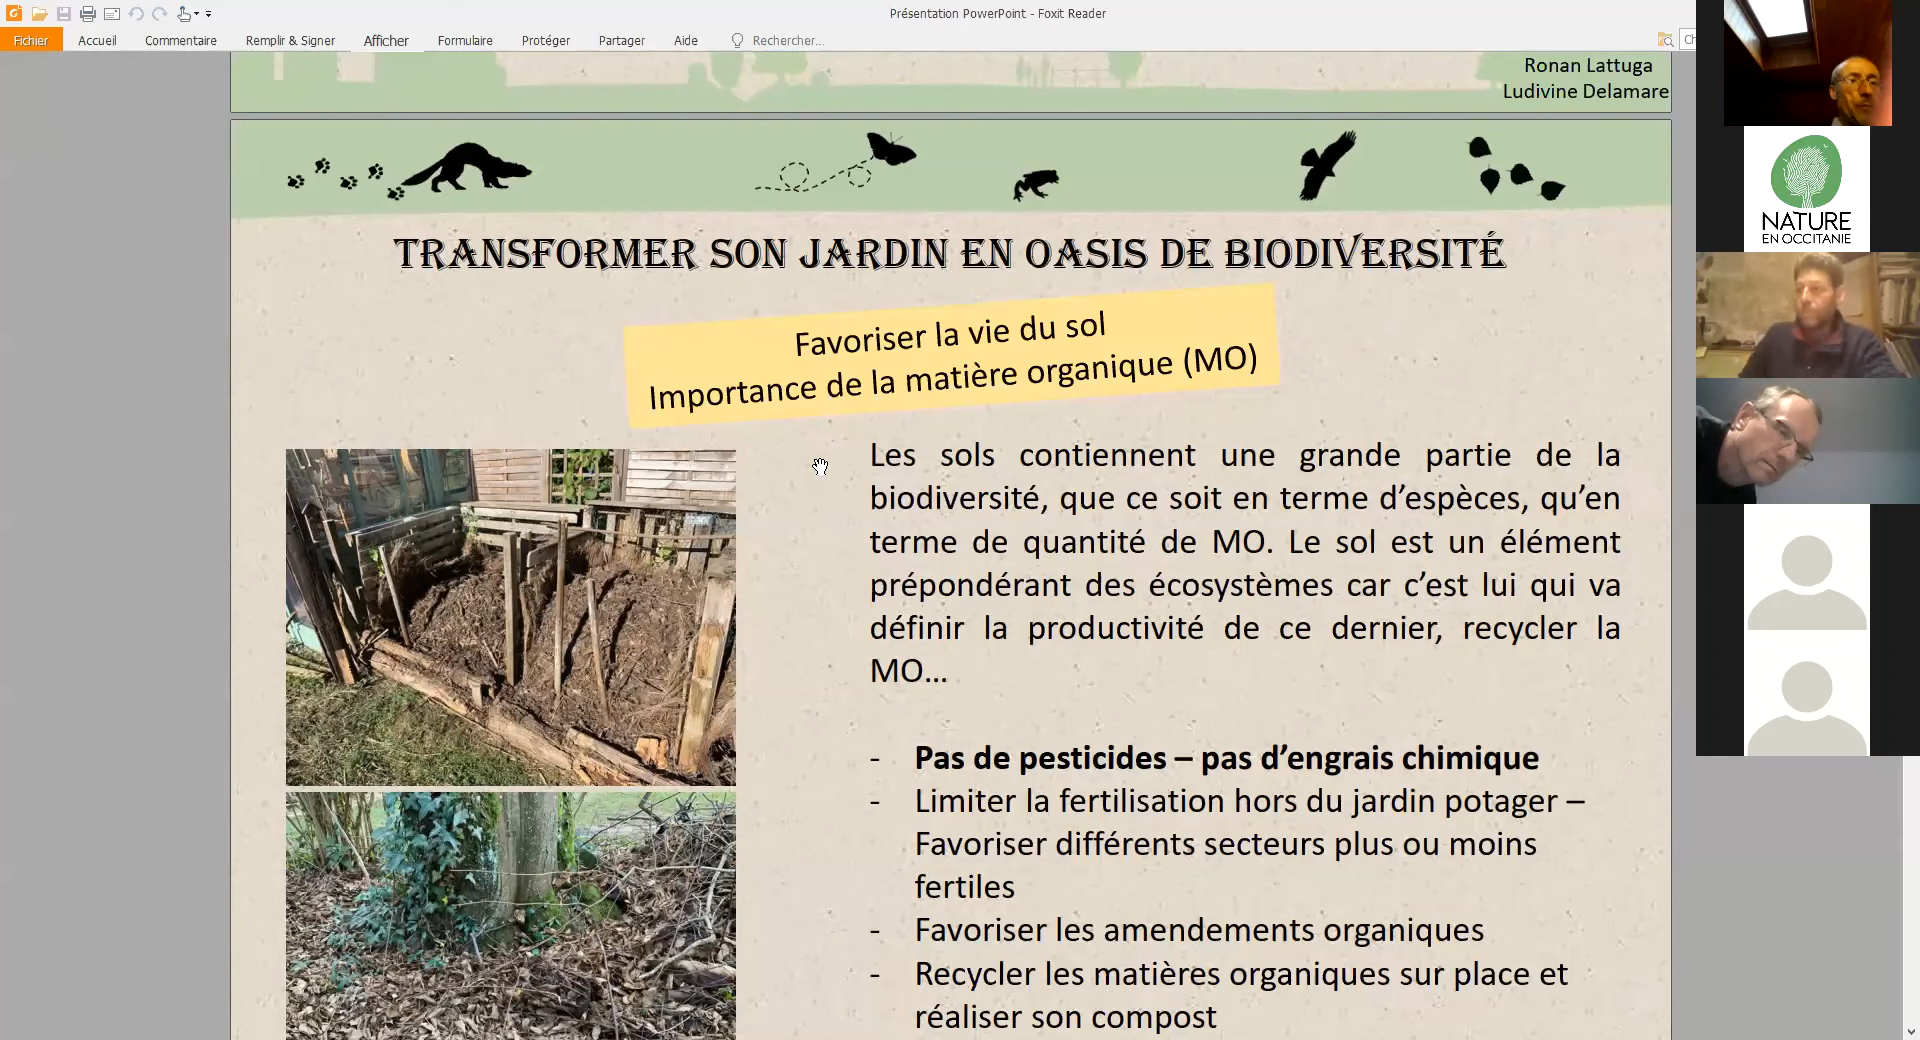 Présentation PowerPoint - Foxit Reader
Fichier Accueil Commentaire Remplir & Signer Afficher Formulaire Protéger Partager Aide Rechercher... Ch
Ronan Lattuga
Ludivine Delamare
TRANSFORMER SON JARDIN EN OASIS DE BIODIVERSITÉ
Favoriser la vie du sol
Importance de la matière organique (MO)
Les sols contiennent une grande partie de la
biodiversité, que ce soit en terme d’espèces, qu’en
terme de quantité de MO. Le sol est un élément
prépondérant des écosystèmes car c’est lui qui va
définir la productivité de ce dernier, recycler la
MO…
- Pas de pesticides – pas d’engrais chimique
- Limiter la fertilisation hors du jardin potager –
Favoriser différents secteurs plus ou moins
fertiles
- Favoriser les amendements organiques
- Recycler les matières organiques sur place et
réaliser son compost
NATURE
EN OCCITANIE